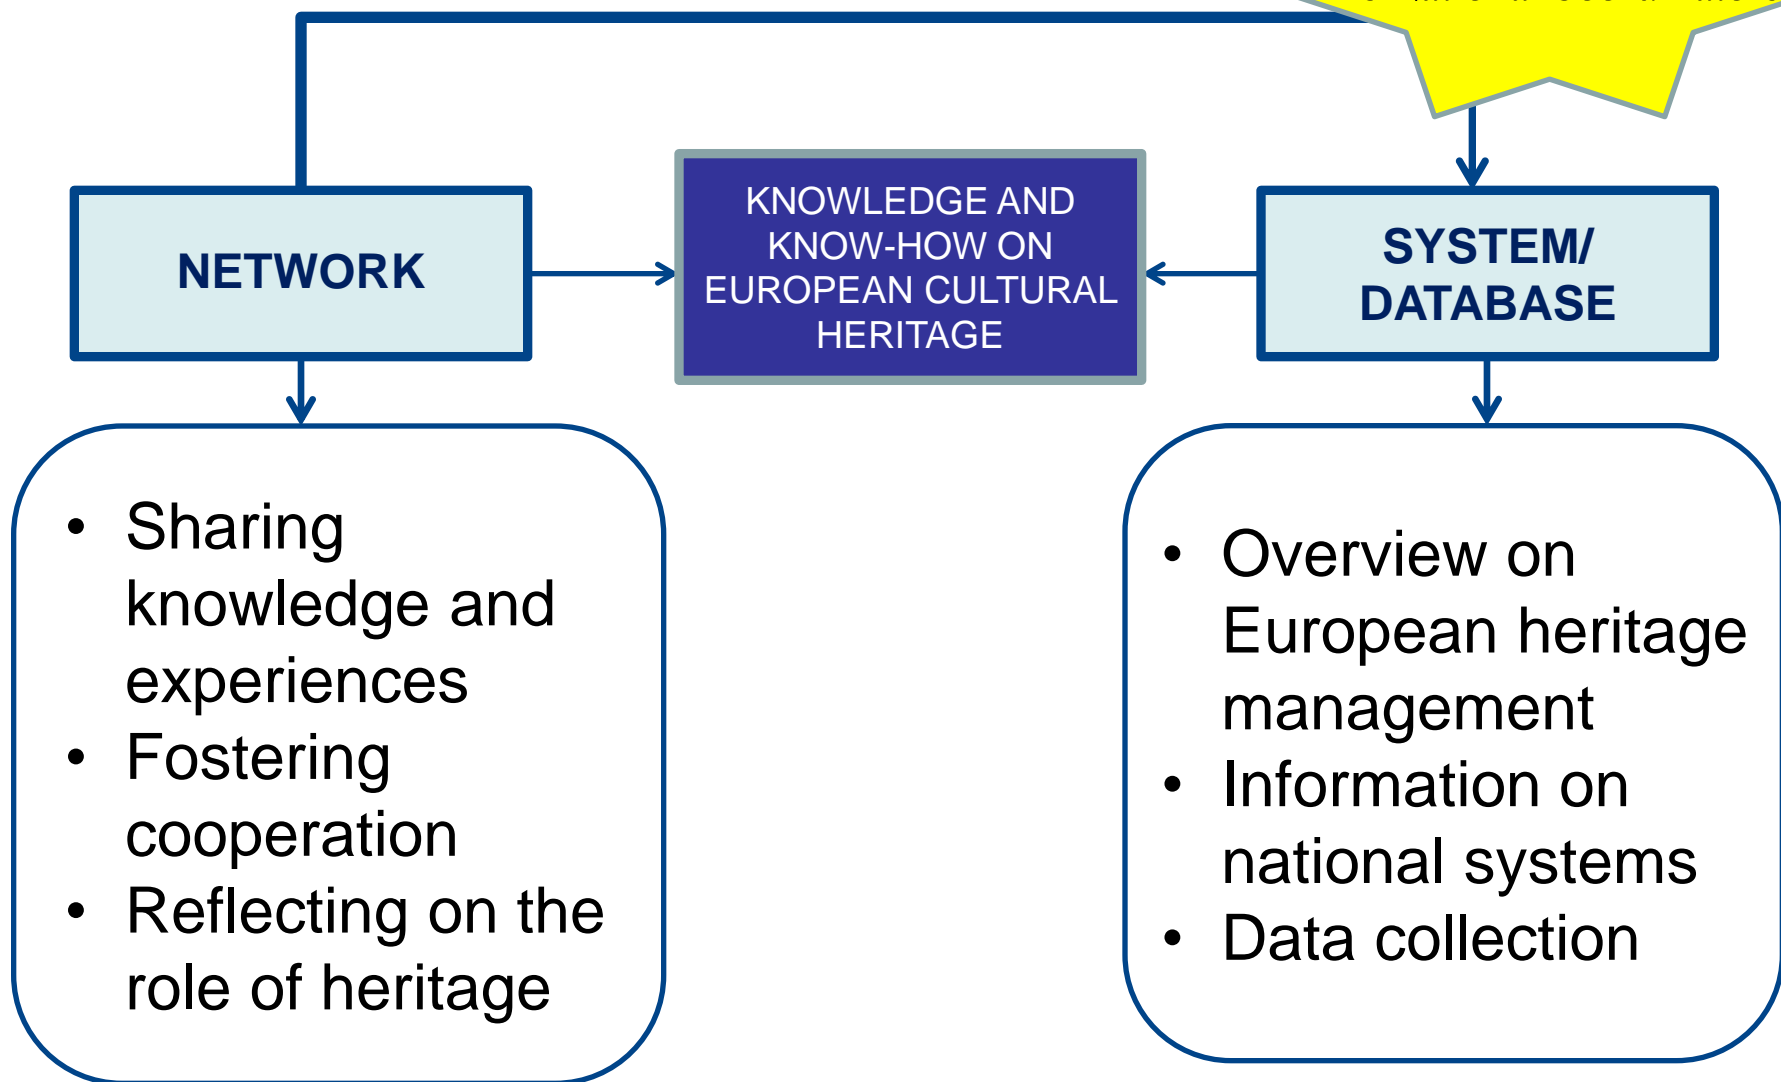 NETWORK
KNOWLEDGE AND
KNOW-HOW ON
EUROPEAN CULTURAL
HERITAGE
SYSTEM/
DATABASE
• Sharing
knowledge and
experiences
• Fostering
cooperation
• Reflecting on the
role of heritage
• Overview on
European heritage
management
• Information on
national systems
• Data collection